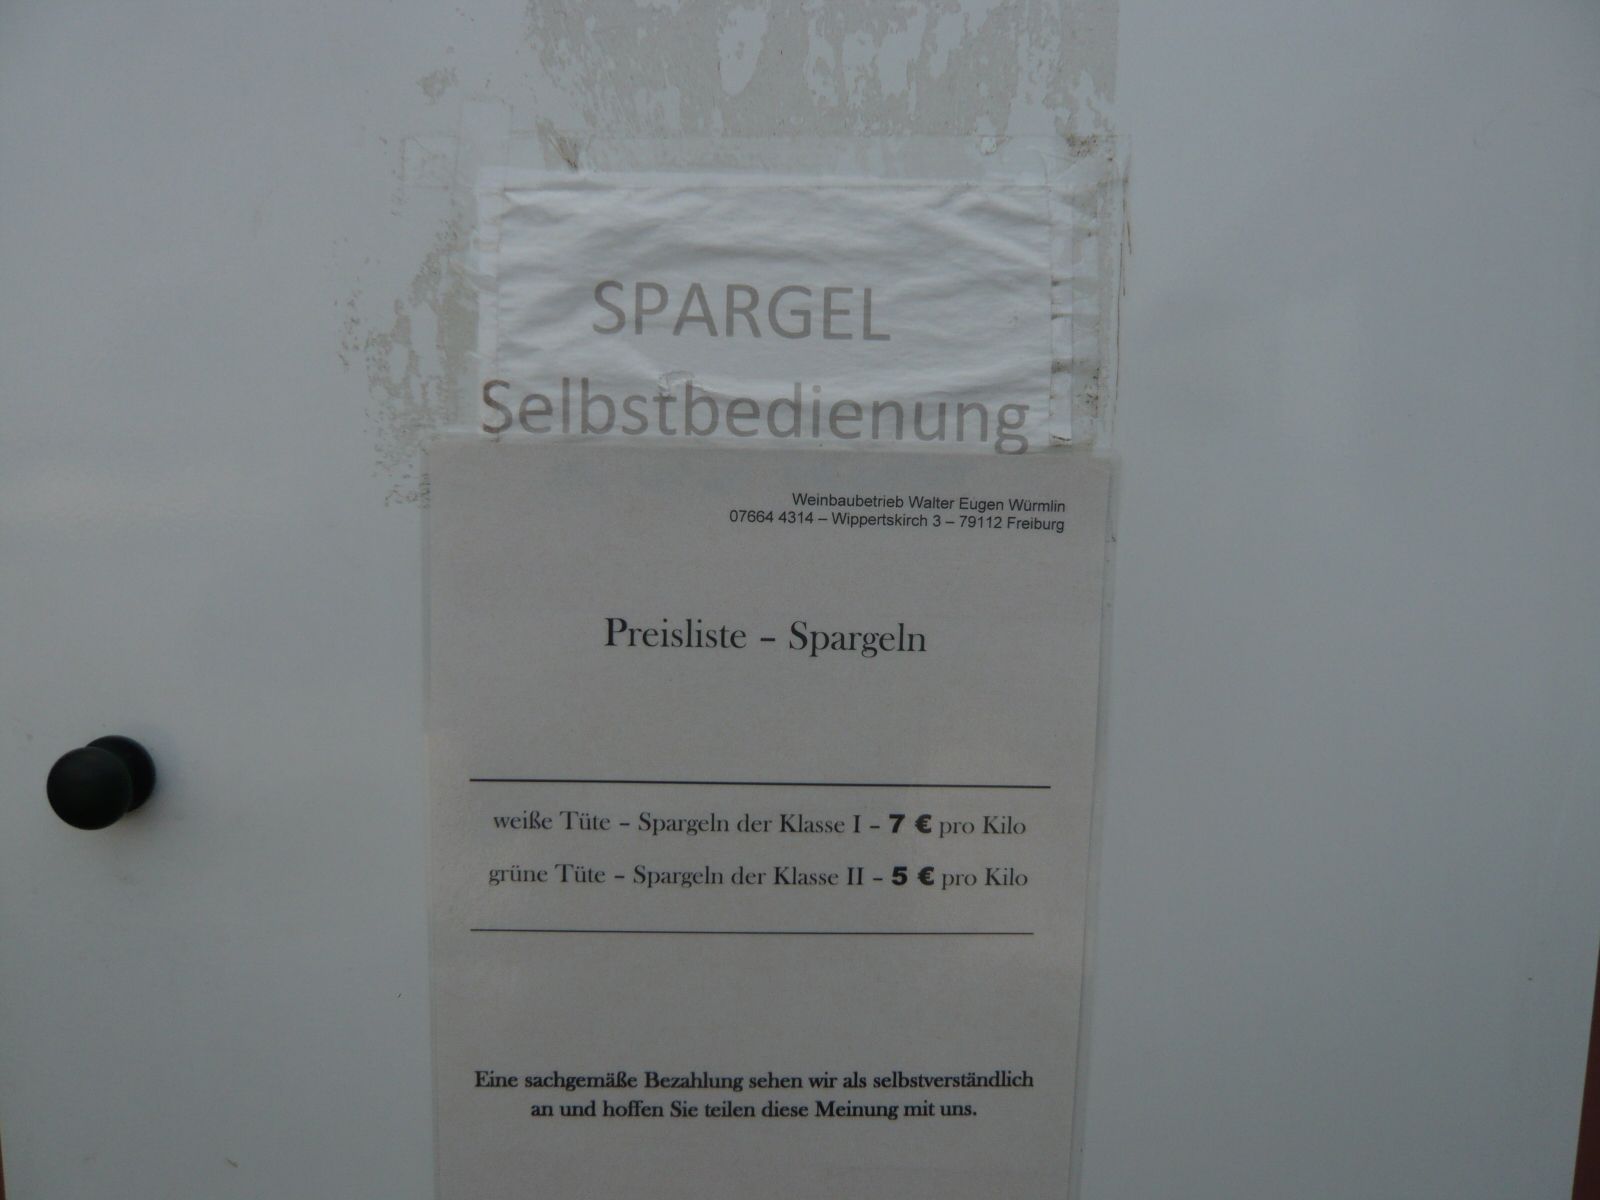 SPARGEL
Selbstbedienung
Weinbaubetrieb Walter Eugen Würmlin
07664 4314 – Wippertskirch 3 – 79112 Freiburg
Preisliste – Spargeln
weiße Tüte – Spargeln der Klasse I – 7 € pro Kilo
grüne Tüte – Spargeln der Klasse II – 5 € pro Kilo
Eine sachgemäße Bezahlung sehen wir als selbstverständlich
an und hoffen Sie teilen diese Meinung mit uns.